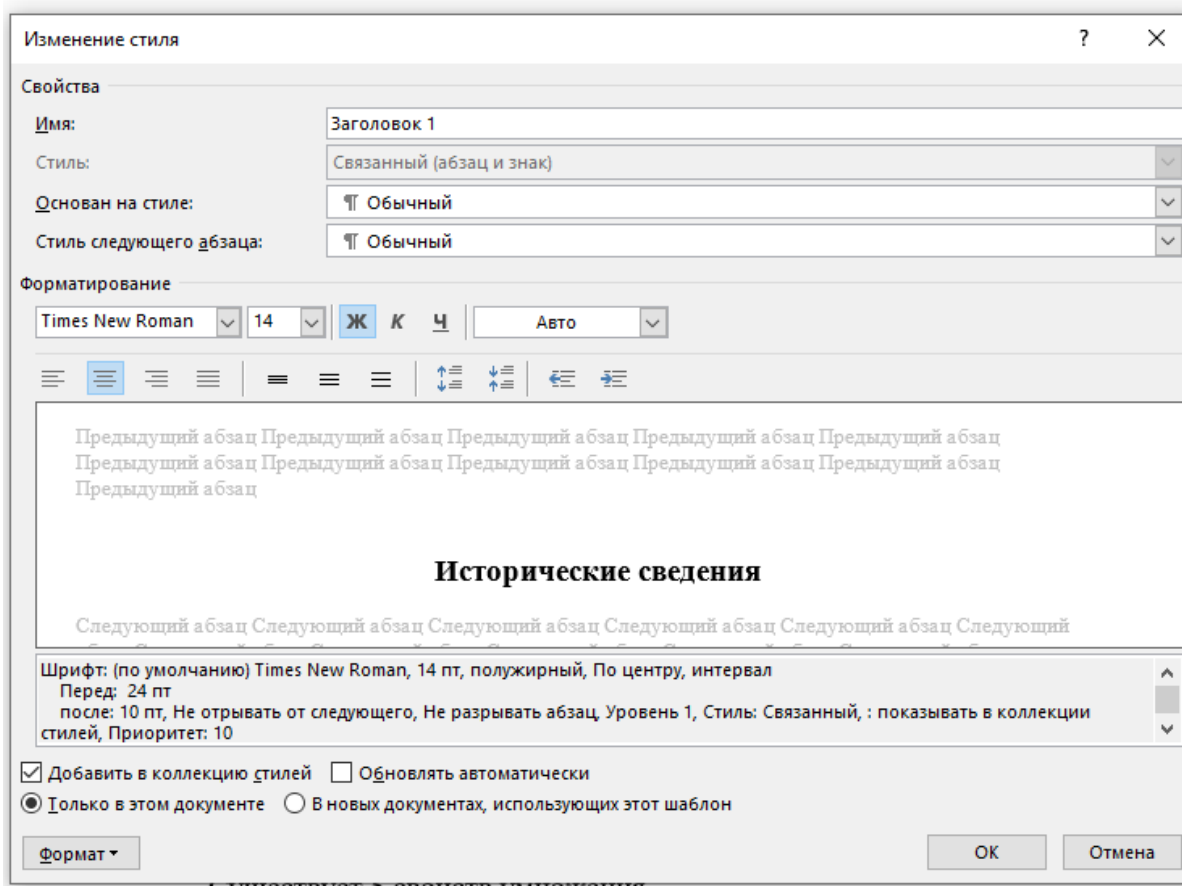 Изменение стиля ? ×
Свойства
Имя: Заголовок 1
Стиль: Связанный (абзац и знак)
Основан на стиле: ¶ Обычный
Стиль следующего абзаца: ¶ Обычный
Форматирование
Times New Roman 14 Ж К Ч Авто
Предыдущий абзац Предыдущий абзац Предыдущий абзац Предыдущий абзац Предыдущий абзац
Предыдущий абзац Предыдущий абзац Предыдущий абзац Предыдущий абзац Предыдущий абзац
Предыдущий абзац
Исторические сведения
Следующий абзац Следующий абзац Следующий абзац Следующий абзац Следующий абзац Следующий
Шрифт: (по умолчанию) Times New Roman, 14 пт, полужирный, По центру, интервал
Перед: 24 пт
после: 10 пт, Не отрывать от следующего, Не разрывать абзац, Уровень 1, Стиль: Связанный, : показывать в коллекции
стилей, Приоритет: 10
Добавить в коллекцию стилей Обновлять автоматически
Только в этом документе В новых документах, использующих этот шаблон
Формат ОК Отмена